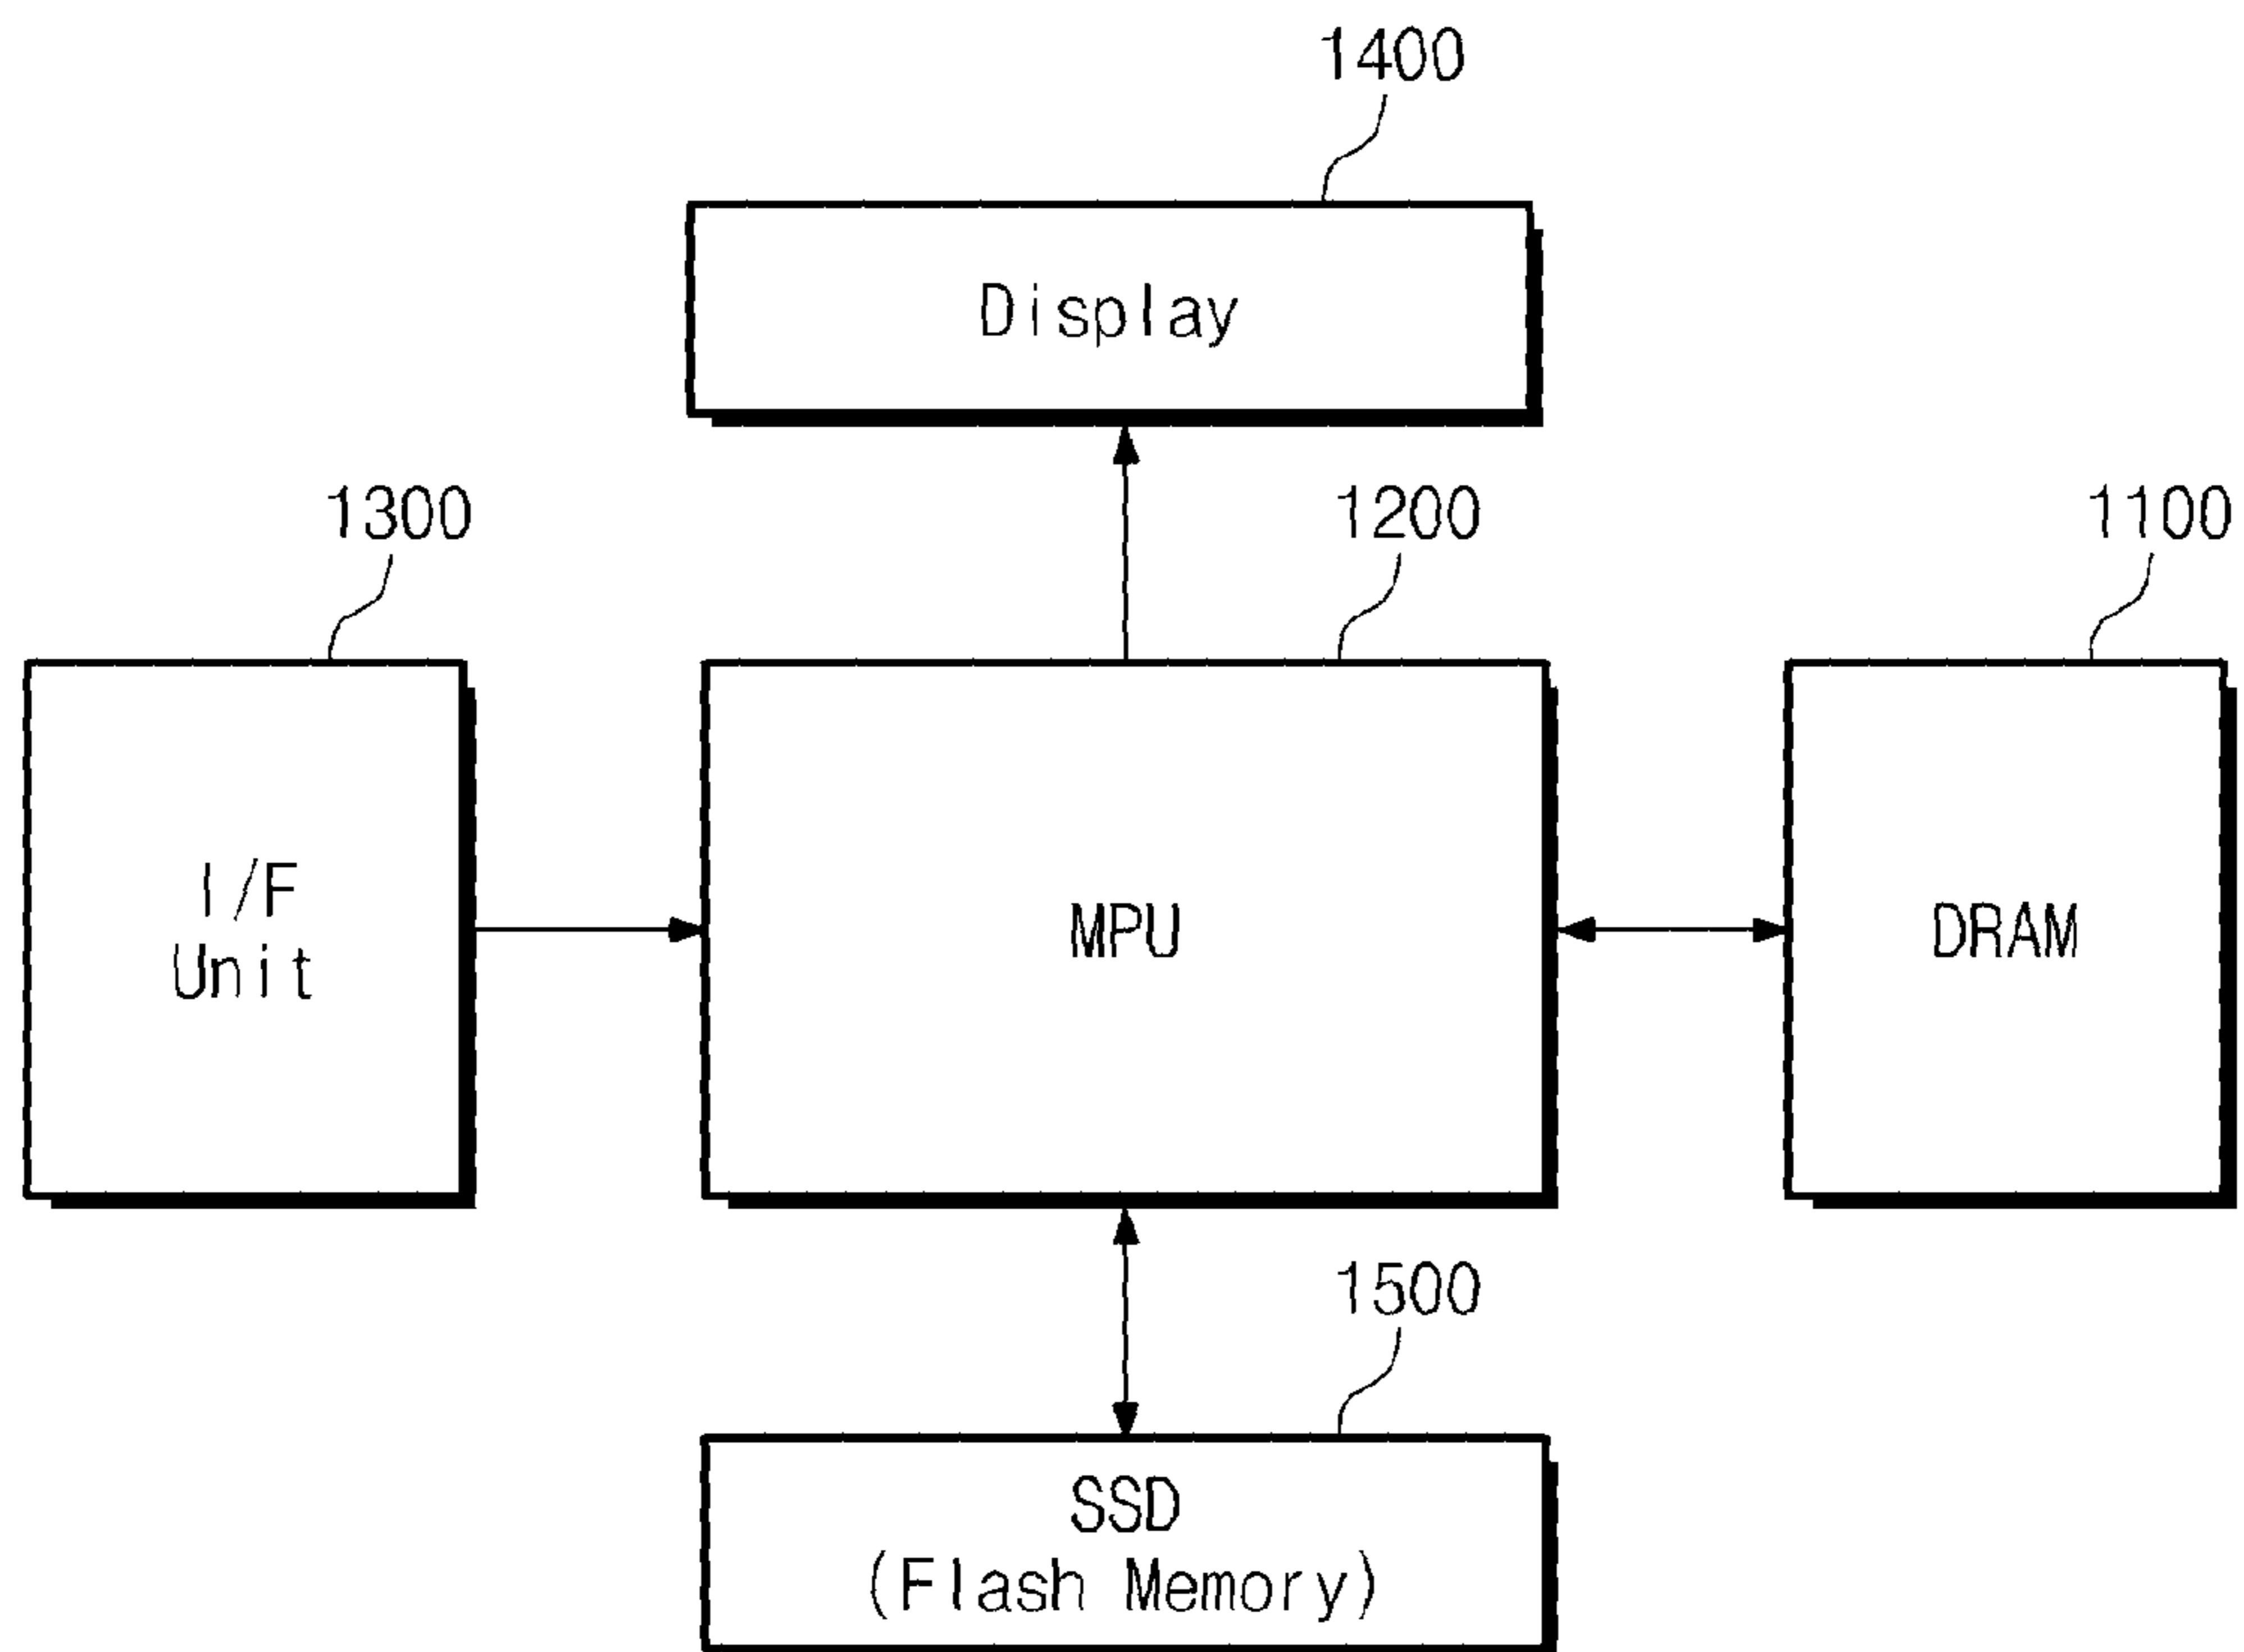 1400
Display
1300
1200
1100
I/F
Unit
MPU
DRAM
1500
SSD
(Flash Memory)